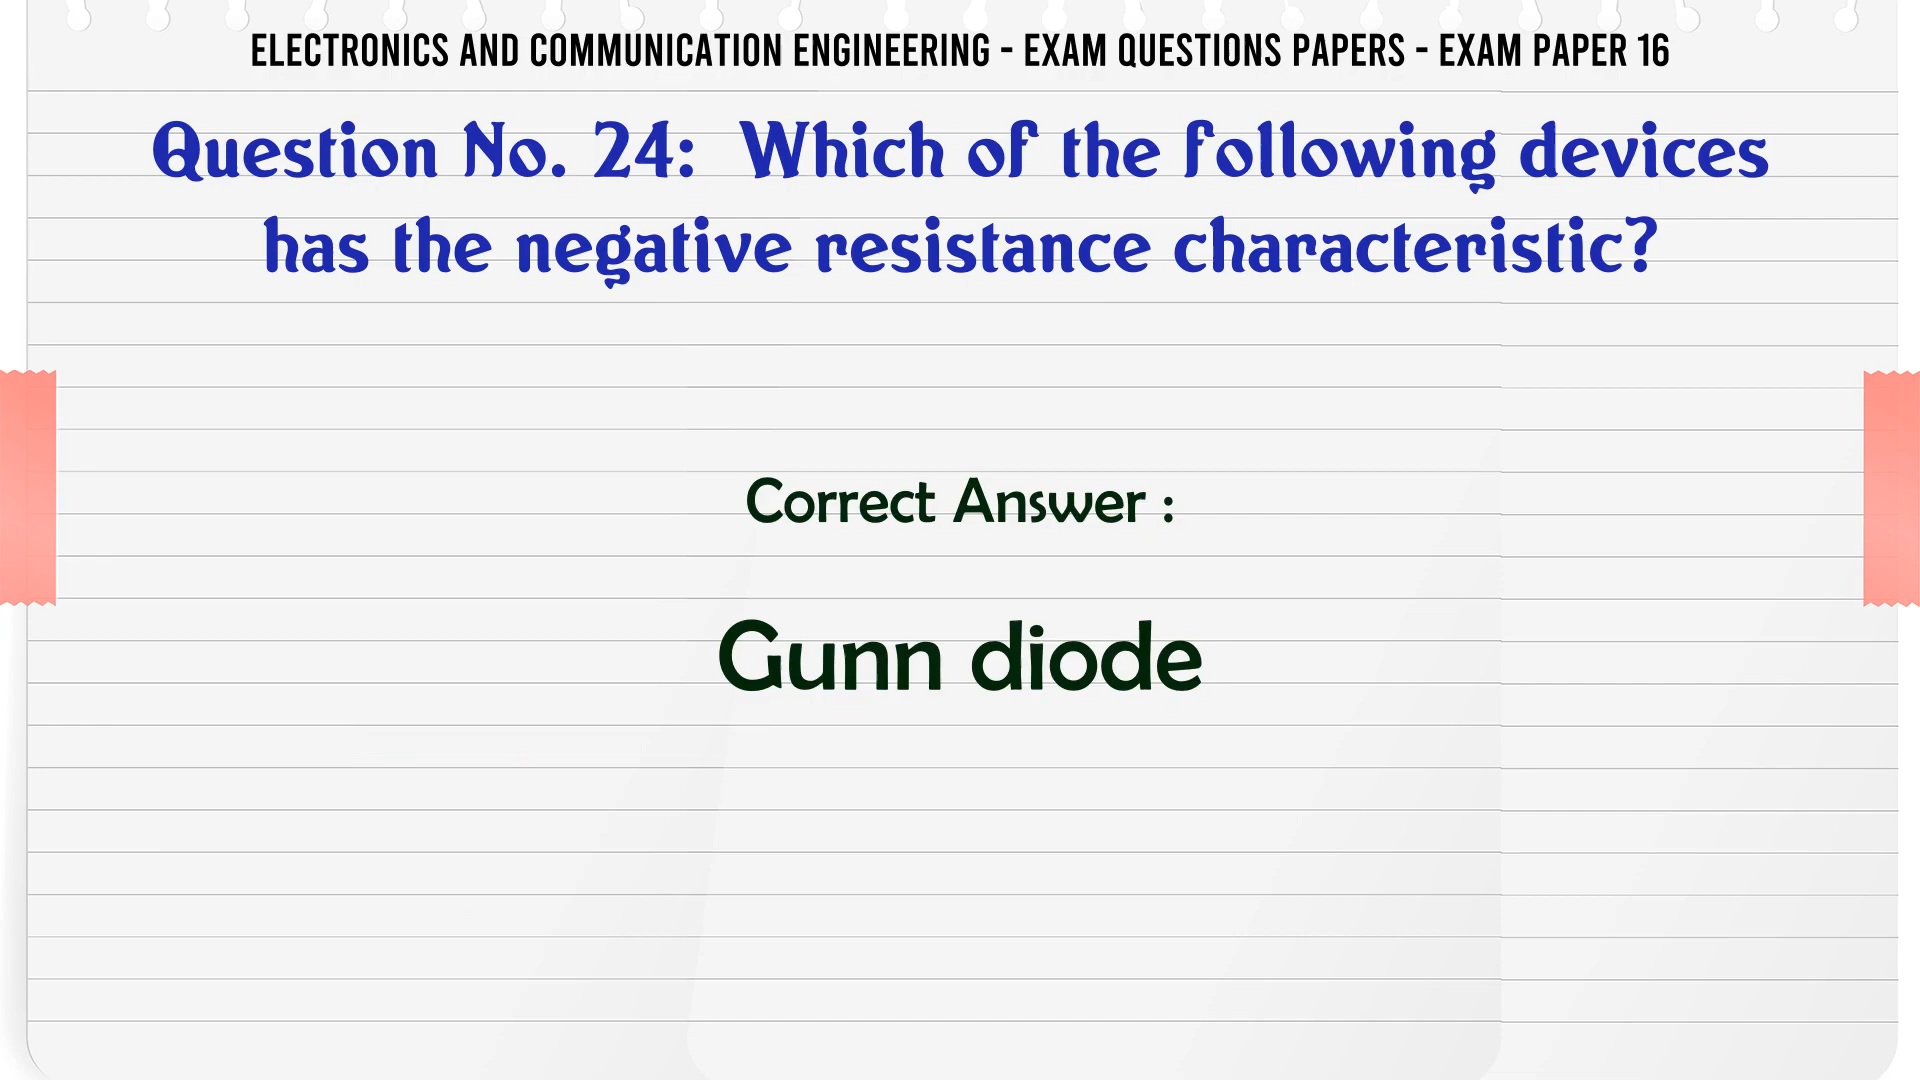 ELECTRONICS AND COMMUNICATION ENGINEERING - EXAM QUESTIONS PAPERS - EXAM PAPER 16
Question No. 24: Which of the following devices
has the negative resistance characteristic?
Correct Answer :
Gunn diode